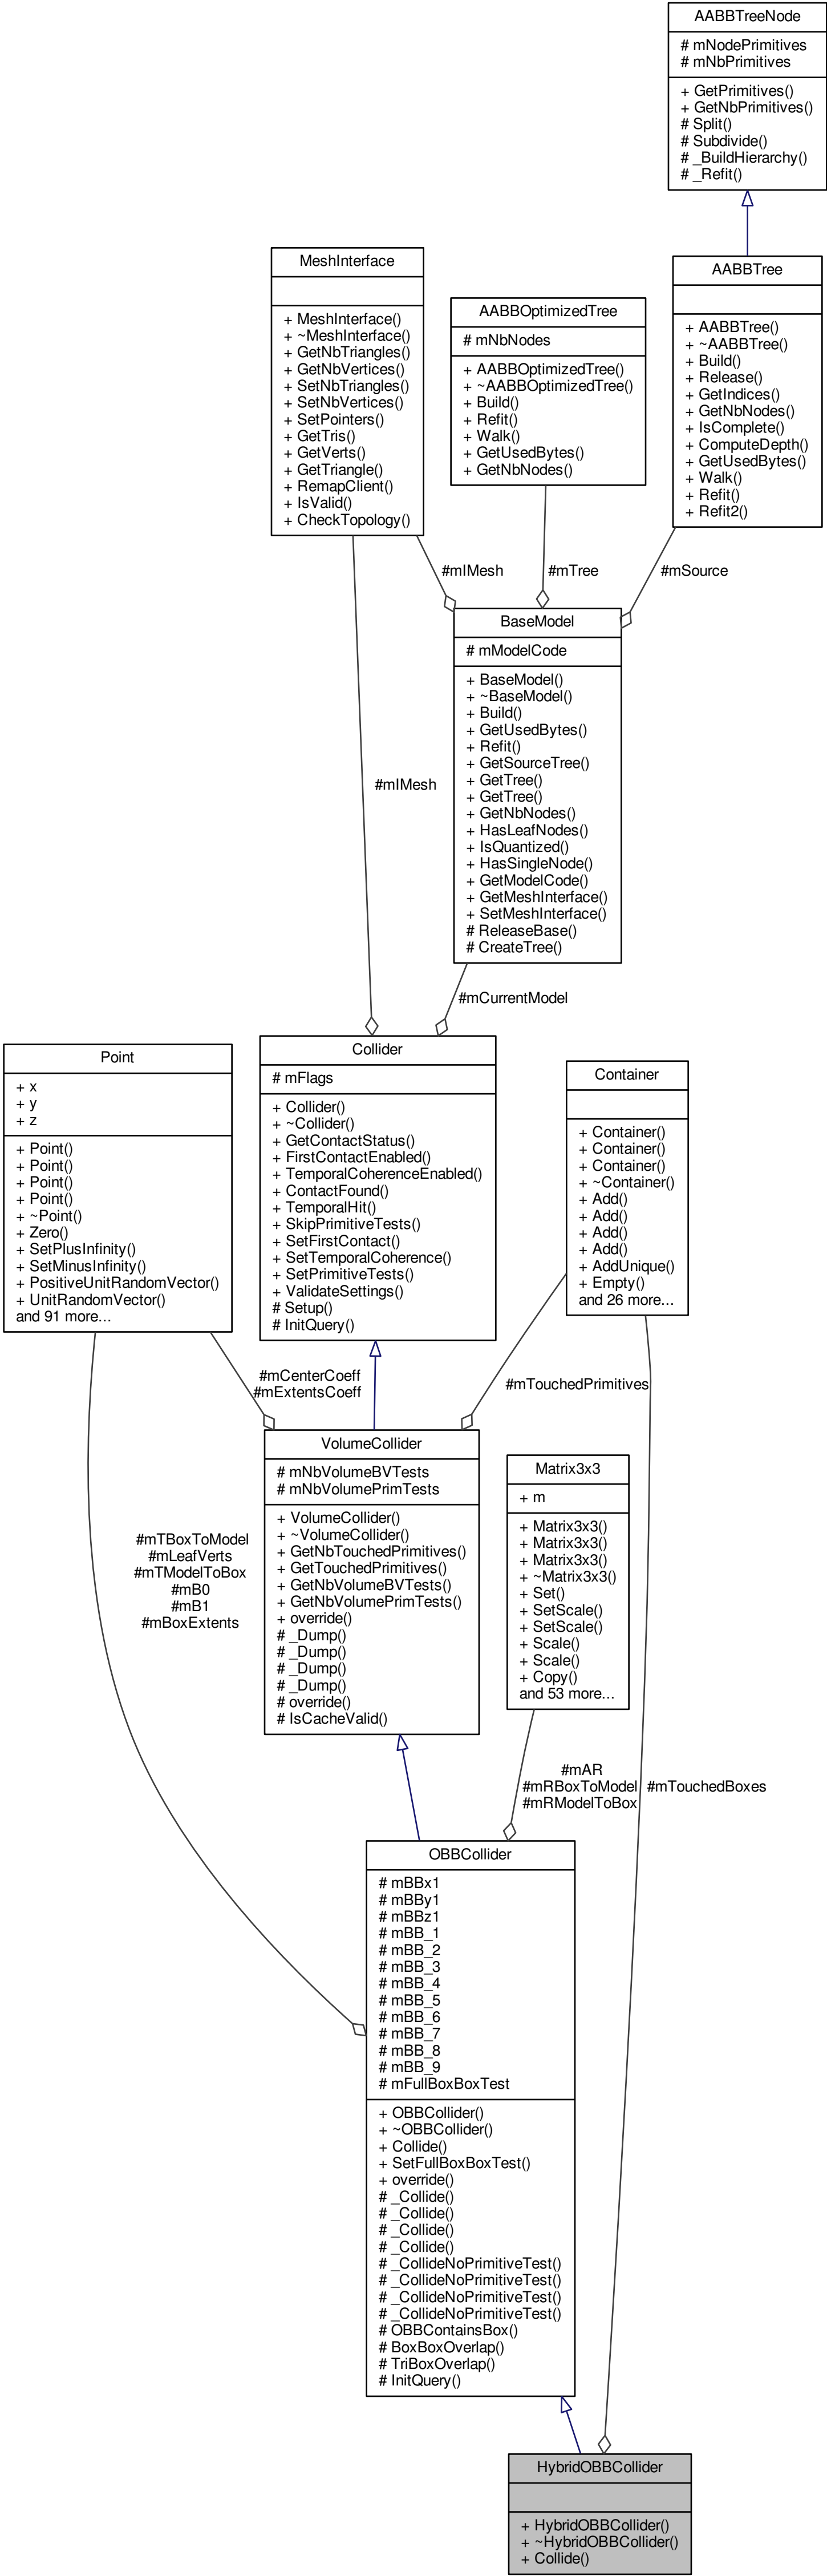 AABBTreeNode
# mNodePrimitives
# mNbPrimitives
+ GetPrimitives()
+ GetNbPrimitives()
# Split()
# Subdivide()
# _BuildHierarchy()
# _Refit()
MeshInterface
+ MeshInterface()
+ ~MeshInterface()
+ GetNbTriangles()
+ GetNbVertices()
+ SetNbTriangles()
+ SetNbVertices()
+ SetPointers()
+ GetTris()
+ GetVerts()
+ GetTriangle()
+ RemapClient()
+ IsValid()
+ CheckTopology()
AABBOptimizedTree
# mNbNodes
+ AABBOptimizedTree()
+ ~AABBOptimizedTree()
+ Build()
+ Refit()
+ Walk()
+ GetUsedBytes()
+ GetNbNodes()
AABBTree
+ AABBTree()
+ ~AABBTree()
+ Build()
+ Release()
+ GetIndices()
+ GetNbNodes()
+ IsComplete()
+ ComputeDepth()
+ GetUsedBytes()
+ Walk()
+ Refit()
+ Refit2()
#mIMesh
#mTree
#mSource
BaseModel
# mModelCode
+ BaseModel()
+ ~BaseModel()
+ Build()
+ GetUsedBytes()
+ Refit()
+ GetSourceTree()
+ GetTree()
+ GetTree()
+ GetNbNodes()
+ HasLeafNodes()
+ IsQuantized()
+ HasSingleNode()
+ GetModelCode()
+ GetMeshInterface()
+ SetMeshInterface()
# ReleaseBase()
# CreateTree()
#mIMesh
#mCurrentModel
Point
+ x
+ y
+ z
+ Point()
+ Point()
+ Point()
+ Point()
+ ~Point()
+ Zero()
+ SetPlusInfinity()
+ SetMinusInfinity()
+ PositiveUnitRandomVector()
+ UnitRandomVector()
and 91 more...
Collider
# mFlags
+ Collider()
+ ~Collider()
+ GetContactStatus()
+ FirstContactEnabled()
+ TemporalCoherenceEnabled()
+ ContactFound()
+ TemporalHit()
+ SkipPrimitiveTests()
+ SetFirstContact()
+ SetTemporalCoherence()
+ SetPrimitiveTests()
+ ValidateSettings()
# Setup()
# InitQuery()
Container
+ Container()
+ Container()
+ Container()
+ ~Container()
+ Add()
+ Add()
+ Add()
+ Add()
+ AddUnique()
+ Empty()
and 26 more...
#mCenterCoeff
#mExtentsCoeff
#mTouchedPrimitives
VolumeCollider
# mNbVolumeBVTests
# mNbVolumePrimTests
+ VolumeCollider()
+ ~VolumeCollider()
+ GetNbTouchedPrimitives()
+ GetTouchedPrimitives()
+ GetNbVolumeBVTests()
+ GetNbVolumePrimTests()
+ override()
# _Dump()
# _Dump()
# _Dump()
# _Dump()
# override()
# IsCacheValid()
Matrix3x3
+ m
+ Matrix3x3()
+ Matrix3x3()
+ Matrix3x3()
+ ~Matrix3x3()
+ Set()
+ SetScale()
+ SetScale()
+ Scale()
+ Scale()
+ Copy()
and 53 more...
#mTBoxToModel
#mLeafVerts
#mTModelToBox
#mB0
#mB1
#mBoxExtents
#mAR
#mRBoxToModel
#mRModelToBox
#mTouchedBoxes
OBBCollider
# mBBx1
# mBBy1
# mBBz1
# mBB_1
# mBB_2
# mBB_3
# mBB_4
# mBB_5
# mBB_6
# mBB_7
# mBB_8
# mBB_9
# mFullBoxBoxTest
+ OBBCollider()
+ ~OBBCollider()
+ Collide()
+ SetFullBoxBoxTest()
+ override()
# _Collide()
# _Collide()
# _Collide()
# _Collide()
# _CollideNoPrimitiveTest()
# _CollideNoPrimitiveTest()
# _CollideNoPrimitiveTest()
# _CollideNoPrimitiveTest()
# OBBContainsBox()
# BoxBoxOverlap()
# TriBoxOverlap()
# InitQuery()
HybridOBBCollider
+ HybridOBBCollider()
+ ~HybridOBBCollider()
+ Collide()